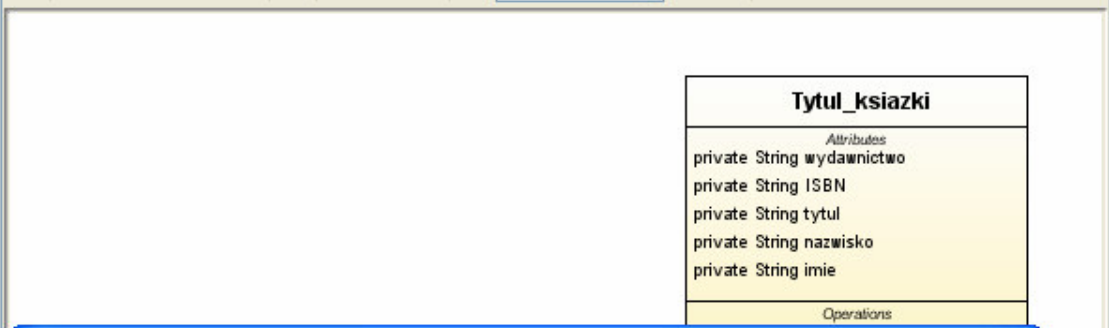 Tytul_ksiazki
Attributes
private String wydawnictwo
private String ISBN
private String tytul
private String nazwisko
private String imie
Operations